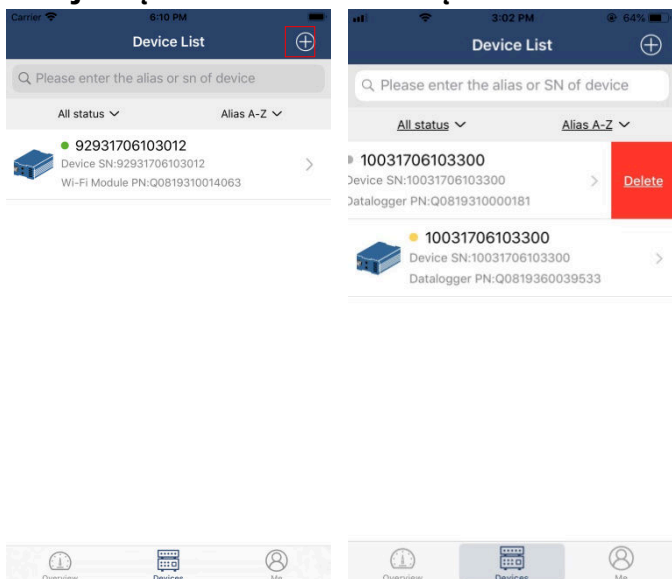 Carrier 6:10 PM
Device List
Please enter the alias or sn of device
All status Alias A-Z
92931706103012
Device SN:92931706103012
Wi-Fi Module PN:Q0819310014063
Overview Devices Me
3:02 PM 64%
Device List
Please enter the alias or SN of device
All status Alias A-Z
10031706103300
Device SN:10031706103300
Datalogger PN:Q0819310000181
Delete
10031706103300
Device SN:10031706103300
Datalogger PN:Q0819360039533
Overview Devices Me